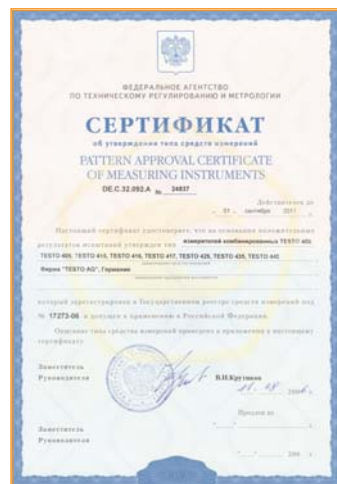 ФЕДЕРАЛЬНОЕ АГЕНТСТВО
ПО ТЕХНИЧЕСКОМУ РЕГУЛИРОВАНИЮ И МЕТРОЛОГИИ
СЕРТИФИКАТ
об утверждении типа средств измерений
PATTERN APPROVAL CERTIFICATE
OF MEASURING INSTRUMENTS
DE.C.32.092.A № 24837
Действителен до
" 01 " сентября 2011 г.
Настоящий сертификат удостоверяет, что на основании положительных
результатов испытаний утвержден тип измерителей комбинированных TESTO 400,
TESTO 405, TESTO 410, TESTO 416, TESTO 417, TESTO 425, TESTO 435, TESTO 445
Фирма "TESTO AG", Германия
который зарегистрирован в Государственном реестре средств измерений под
№ 17273-06 и допущен к применению в Российской Федерации.
Описание типа средства измерений приведено в приложении к настоящему
сертификату.
Заместитель
Руководителя
В.Н.Крутиков
Продлен до
Заместитель
Руководителя
200 г.